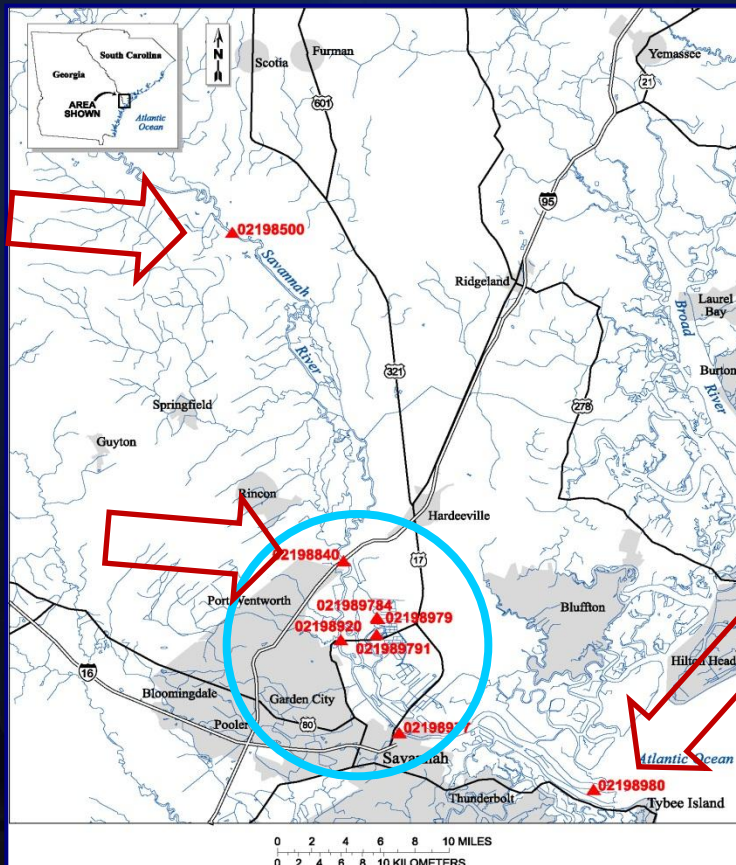 South Carolina
Georgia
AREA
SHOWN
Atlantic
Ocean
N
Scotia
Furman
Yemassee
21
601
95
02198500
Savannah
River
Ridgeland
Broad
River
Laurel
Bay
Burton
321
278
Springfield
Guyton
Rincon
Hardeeville
02198840
17
Port Wentworth
021989784
02198979
02198920
021989791
Bluffton
Hilton Head
16
Bloomingdale
Garden City
Pooler
80
Savannah
Atlantic Ocean
02198980
Thunderbolt
Tybee Island
0 2 4 6 8 10 MILES
0 2 4 6 8 10 KILOMETERS